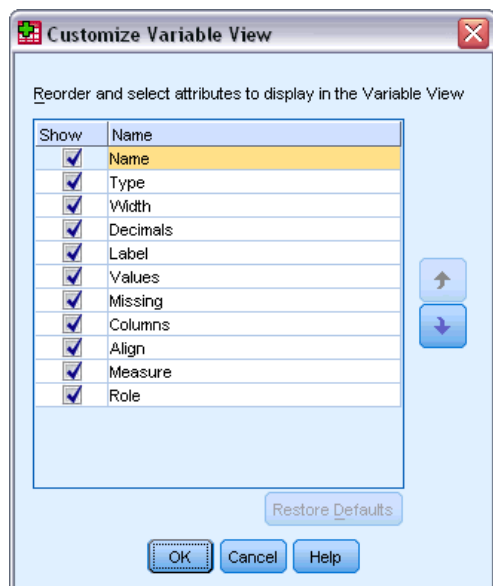 Customize Variable View
Reorder and select attributes to display in the Variable View
Show Name
Name
Type
Width
Decimals
Label
Values
Missing
Columns
Align
Measure
Role
Restore Defaults
OK Cancel Help